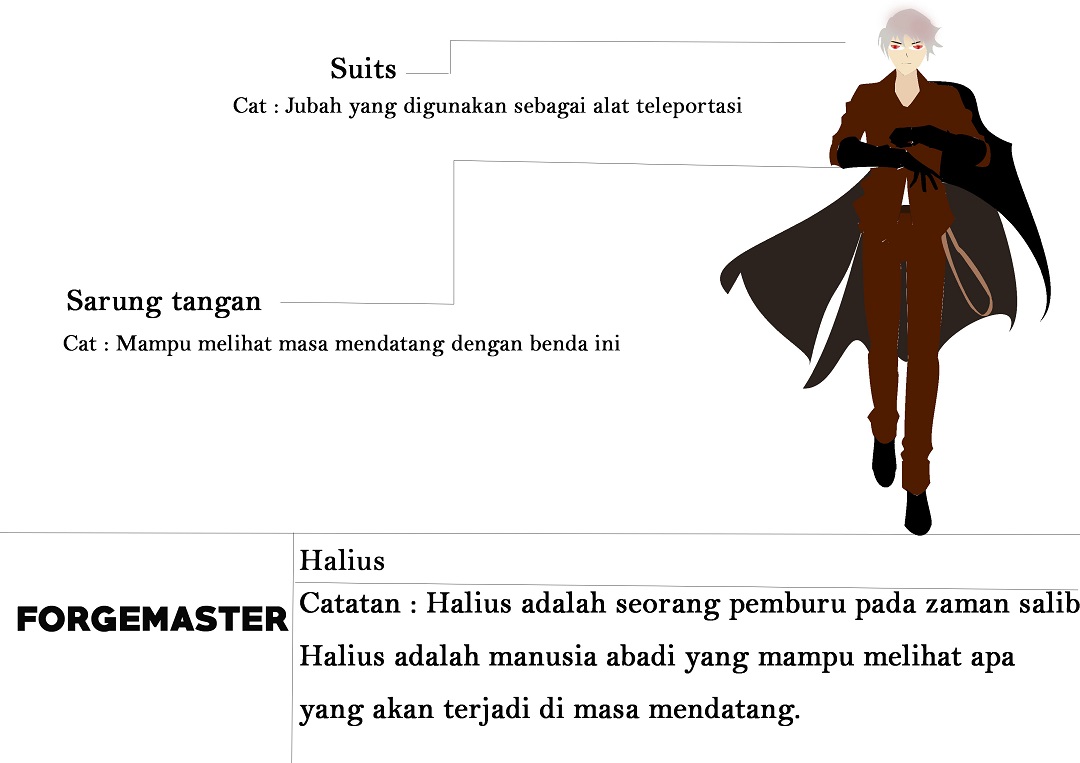 Suits
Cat : Jubah yang digunakan sebagai alat teleportasi
Sarung tangan
Cat : Mampu melihat masa mendatang dengan benda ini
FORGEMASTER
Halius
Catatan : Halius adalah seorang pemburu pada zaman salib
Halius adalah manusia abadi yang mampu melihat apa
yang akan terjadi di masa mendatang.